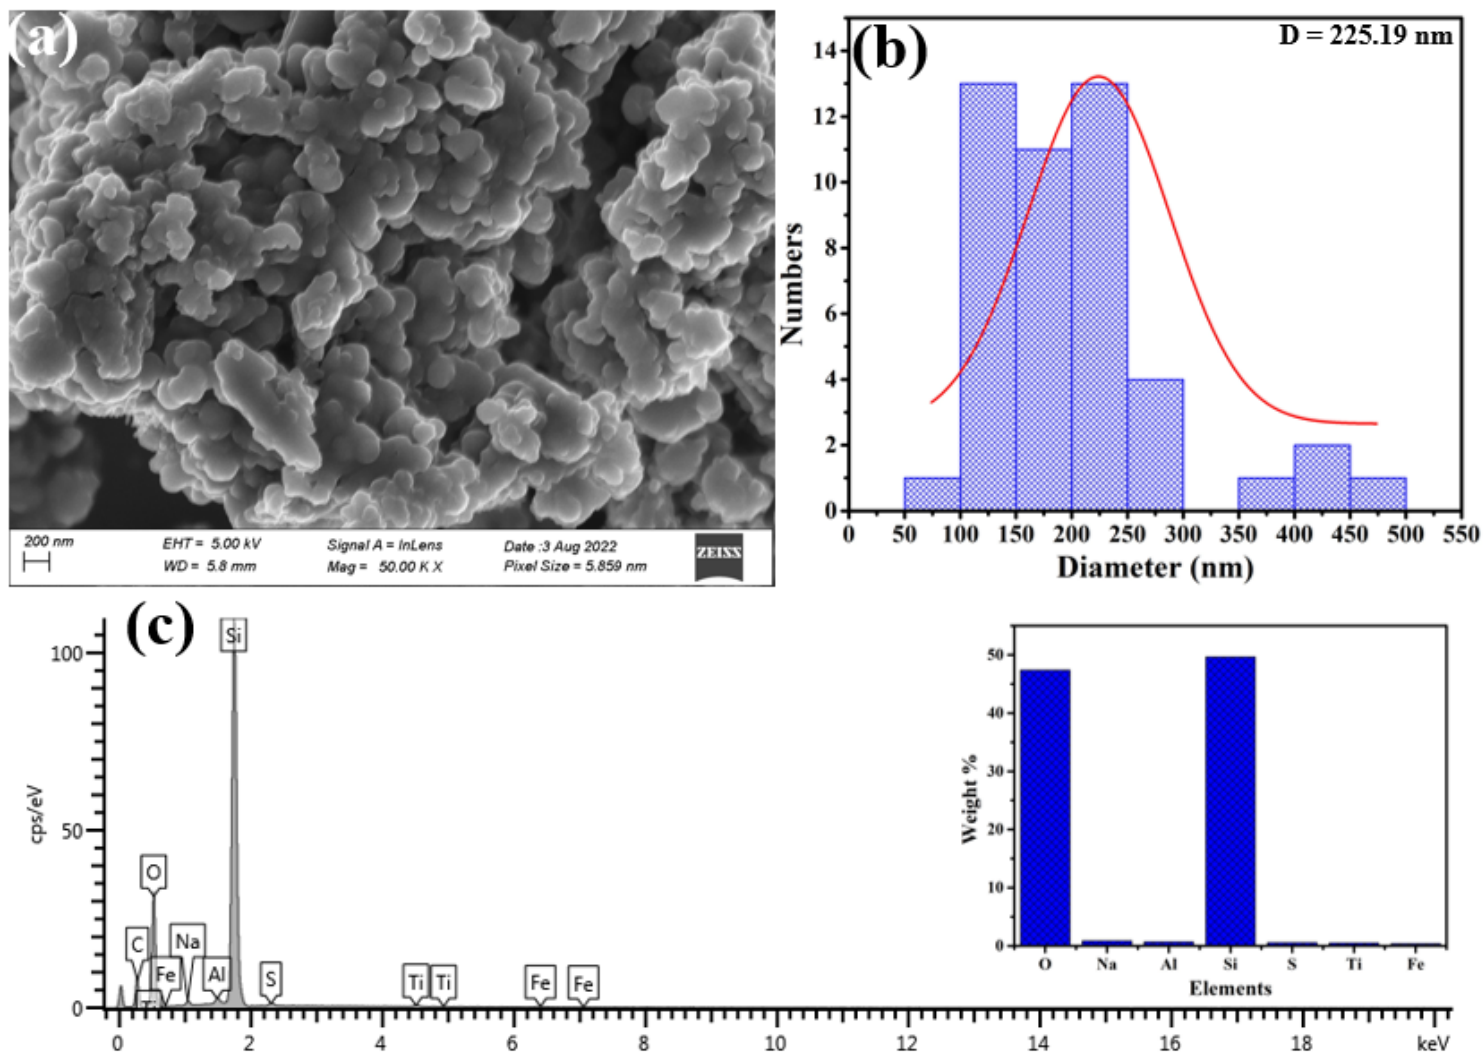 (a)
200 nm
EHT = 5.00 kV
Signal A = InLens
Date :3 Aug 2022
ZEISS
WD = 5.8 mm
Mag = 50.00 K X
Pixel Size = 5.859 nm
(b)
D = 225.19 nm
Numbers
14
12
10
8
6
4
2
0
0 50 100 150 200 250 300 350 400 450 500 550
Diameter (nm)
(c)
cps/eV
100
50
0
Si
O
C
Na
Fe
Al
S
Ti
Ti
Fe
Fe
0 2 4 6 8 10 12 14 16 18 keV
Weight %
50
40
30
20
10
0
O Na Al Si S Ti Fe
Elements